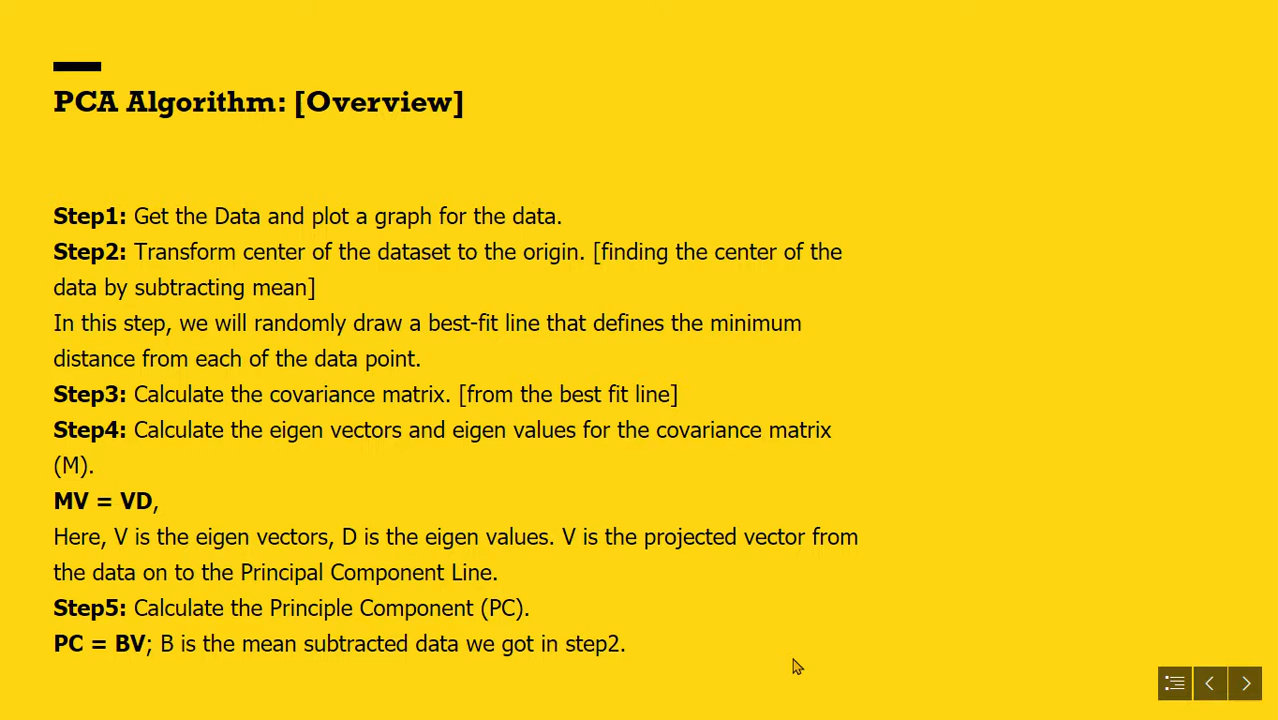 PCA Algorithm: [Overview]
Step1: Get the Data and plot a graph for the data.
Step2: Transform center of the dataset to the origin. [finding the center of the
data by subtracting mean]
In this step, we will randomly draw a best-fit line that defines the minimum
distance from each of the data point.
Step3: Calculate the covariance matrix. [from the best fit line]
Step4: Calculate the eigen vectors and eigen values for the covariance matrix
(M).
MV = VD,
Here, V is the eigen vectors, D is the eigen values. V is the projected vector from
the data on to the Principal Component Line.
Step5: Calculate the Principle Component (PC).
PC = BV; B is the mean subtracted data we got in step2.